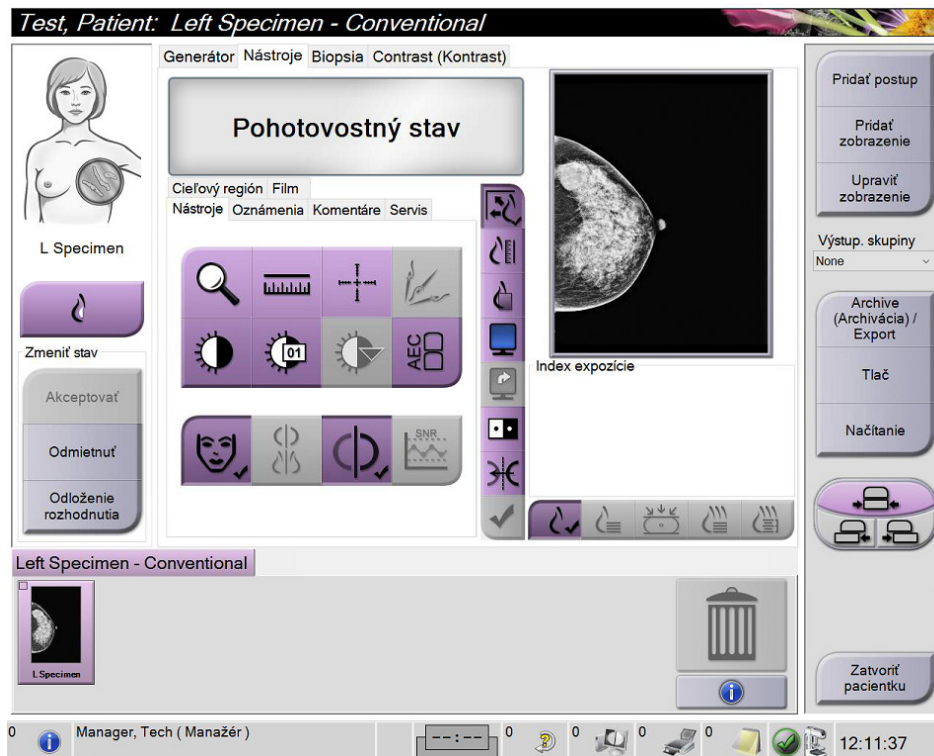 Test, Patient: Left Specimen - Conventional
Generátor Nástroje Biopsia Contrast (Kontrast)
Pohotovostný stav
Cieľový región Film
Nástroje Oznámenia Komentáre Servis
01
AEC
SNR
L Specimen
Zmeniť stav
Akceptovať
Odmietnuť
Odloženie
rozhodnutia
Index expozície
Pridať postup
Pridať
zobrazenie
Upraviť
zobrazenie
Výstup. skupiny
None
Archive
(Archivácia) /
Export
Tlač
Načítanie
Zatvoriť
pacientku
Left Specimen - Conventional
L Specimen
0 Manager, Tech ( Manažér ) --:-- 0 0 0 0 12:11:37